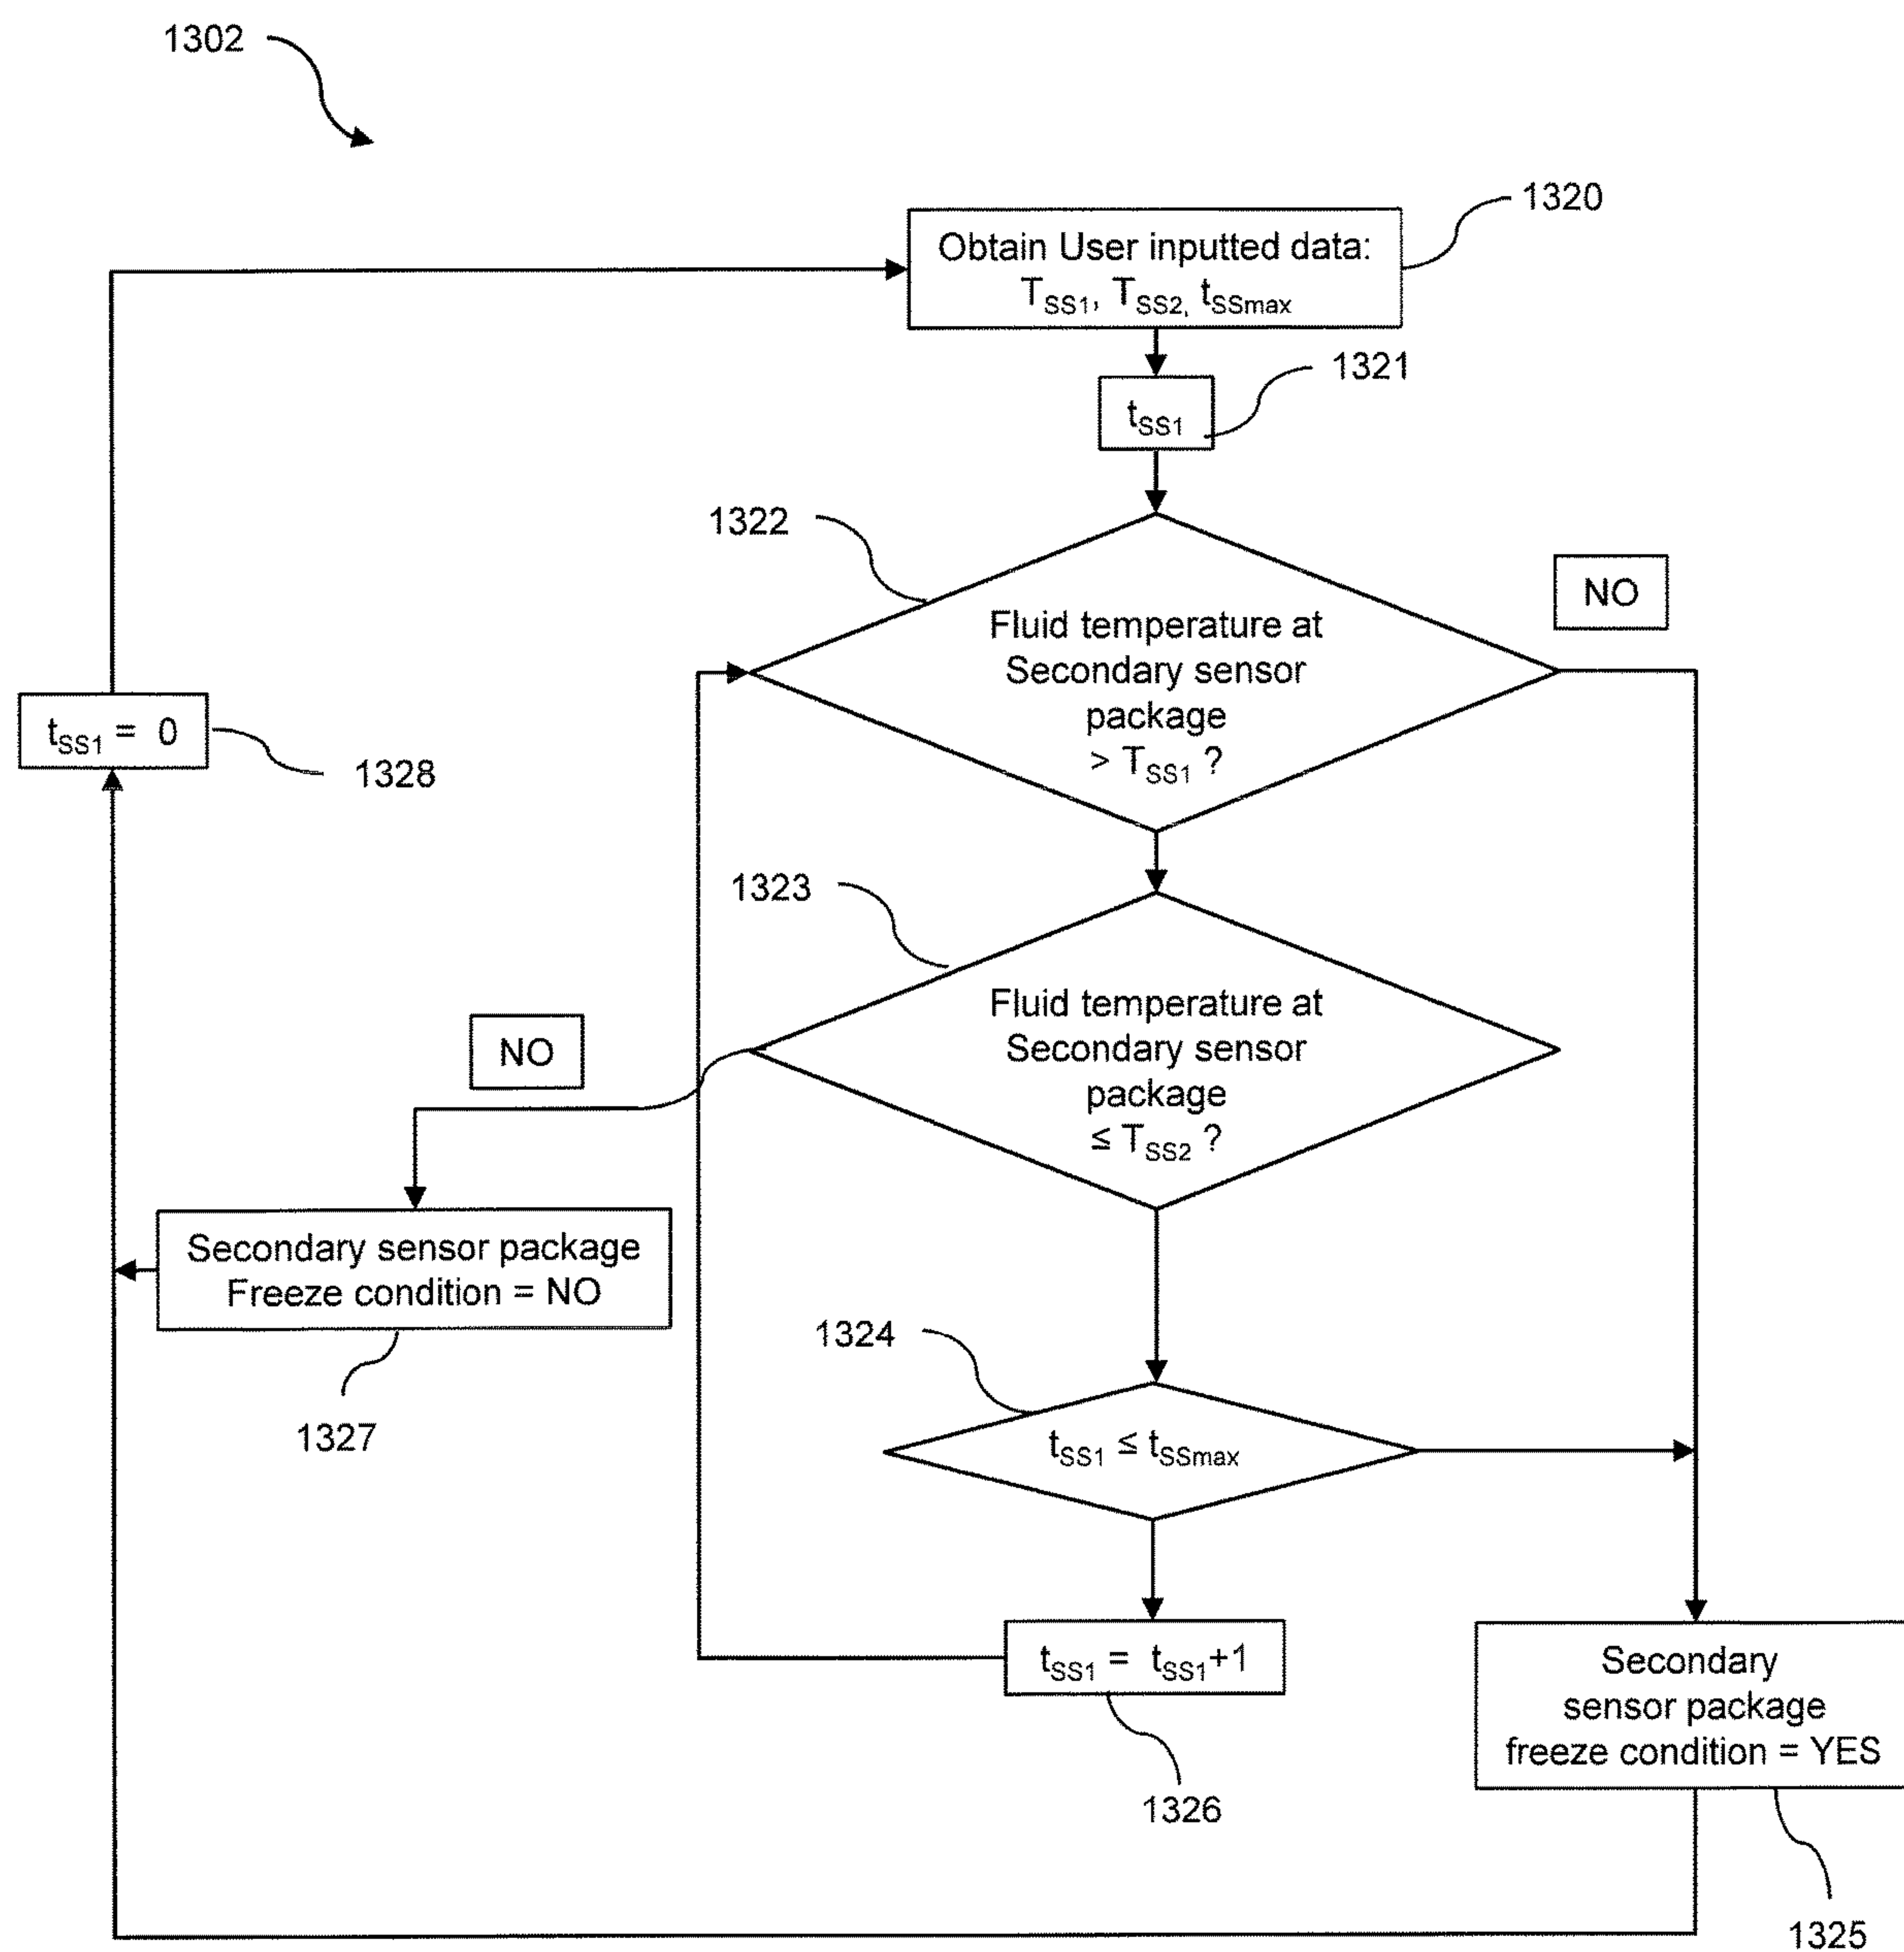 1302
1320
Obtain User inputted data:
TSS1, TSS2, tSSmax
1321
tSS1
1322
NO
Fluid temperature at
Secondary sensor
package
> TSS1 ?
tSS1 = 0
1328
1323
Fluid temperature at
Secondary sensor
package
≤ TSS2 ?
NO
Secondary sensor package
Freeze condition = NO
1327
1324
tSS1 ≤ tSSmax
tSS1 = tSS1+1
1326
Secondary
sensor package
freeze condition = YES
1325